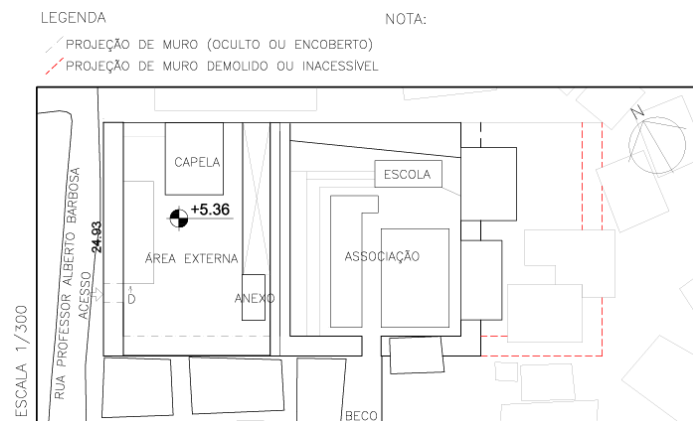 LEGENDA
NOTA:
PROJEÇÃO DE MURO (OCULTO OU ENCOBERTO)
PROJEÇÃO DE MURO DEMOLIDO OU INACESSÍVEL
N
CAPELA
ESCOLA
+5.36
24.93
ÁREA EXTERNA
ASSOCIAÇÃO
RUA PROFESSOR ALBERTO BARBOSA
ACESSO
D
ANEXO
ESCALA 1/300
BECO